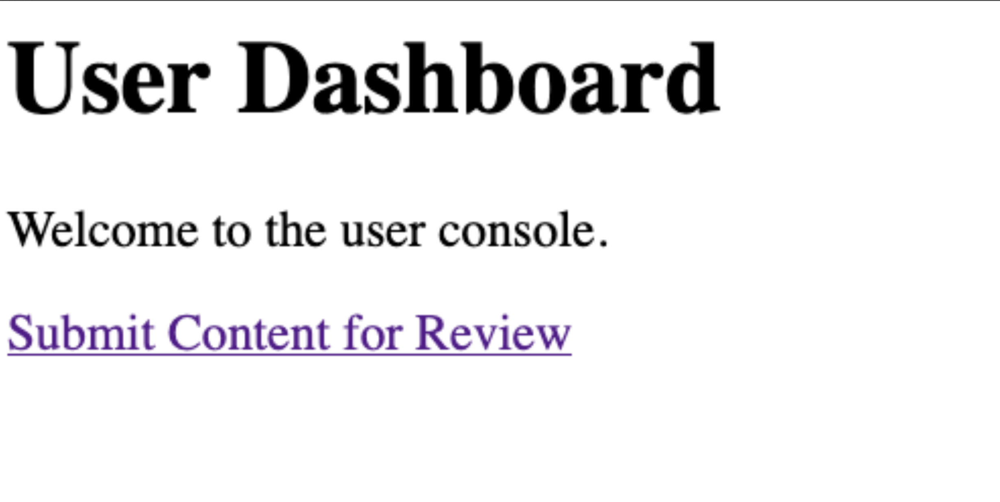 User Dashboard
Welcome to the user console.
Submit Content for Review